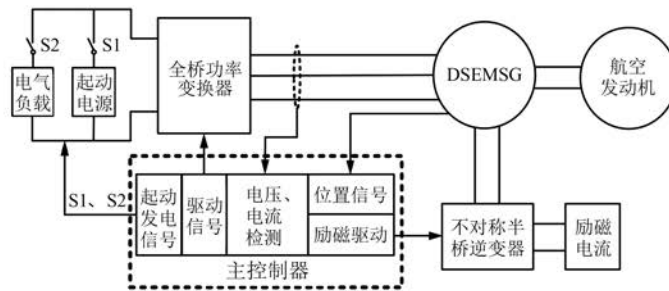 S2
S1
电气
负载
起动
电源
全桥功率
变换器
DSEMSG
航空
发动机
S1、S2
起动
发电
信号
驱动
信号
电压、
电流
检测
位置信号
励磁驱动
主控制器
不对称半
桥逆变器
励磁
电流